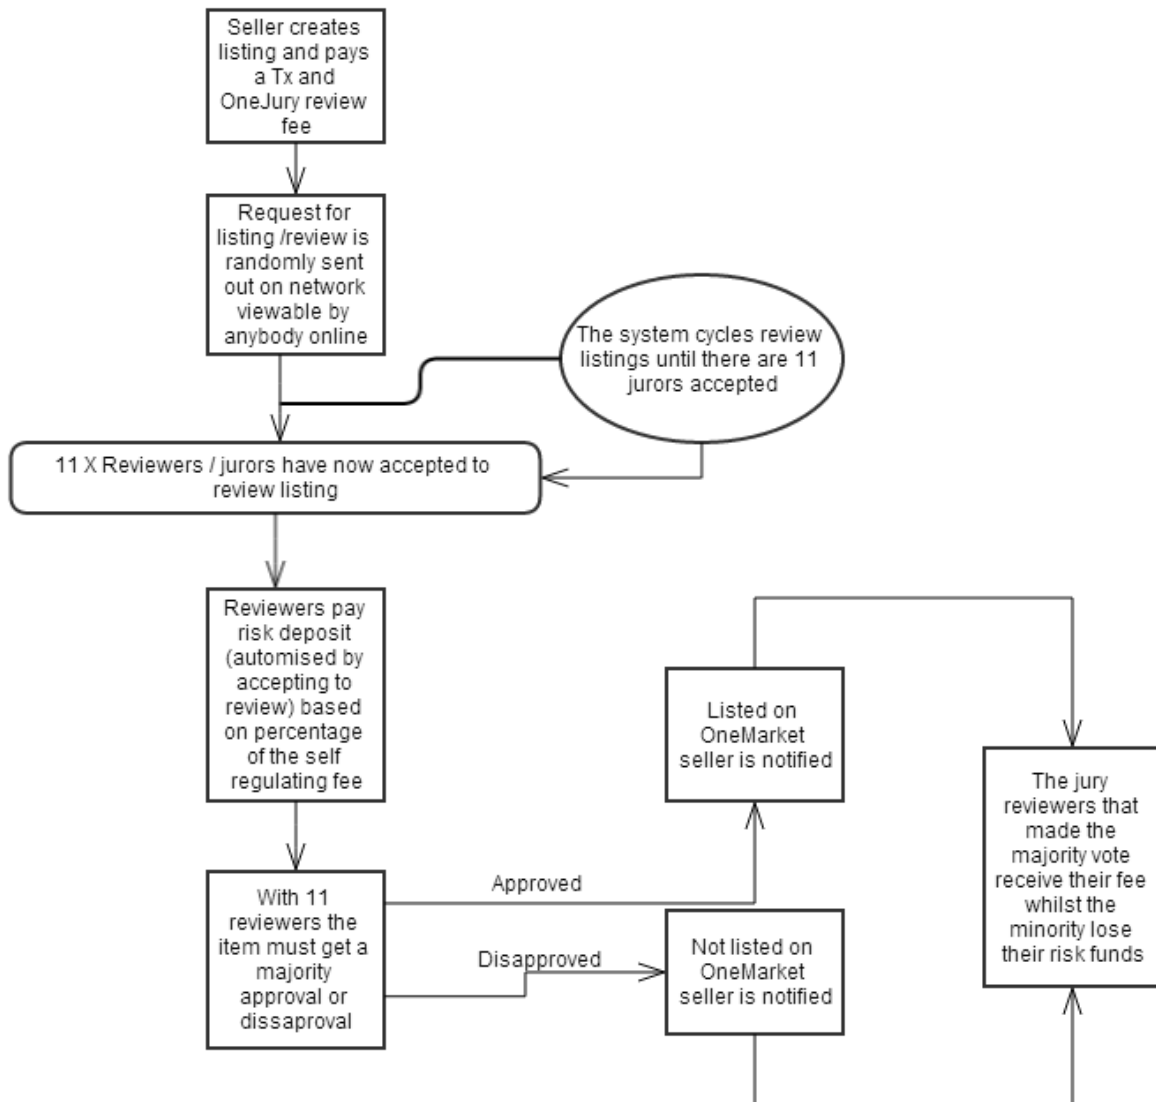 Seller creates
listing and pays
a Tx and
OneJury review
fee
Request for
listing /review is
randomly sent
out on network
viewable by
anybody online
The system cycles review
listings until there are 11
jurors accepted
11 X Reviewers / jurors have now accepted to
review listing
Reviewers pay
risk deposit
(automised by
accepting to
review) based
on percentage
of the self
regulating fee
With 11
reviewers the
item must get a
majority
approval or
dissaproval
Approved
Disapproved
Listed on
OneMarket
seller is notified
Not listed on
OneMarket
seller is notified
The jury
reviewers that
made the
majority vote
receive their fee
whilst the
minority lose
their risk funds